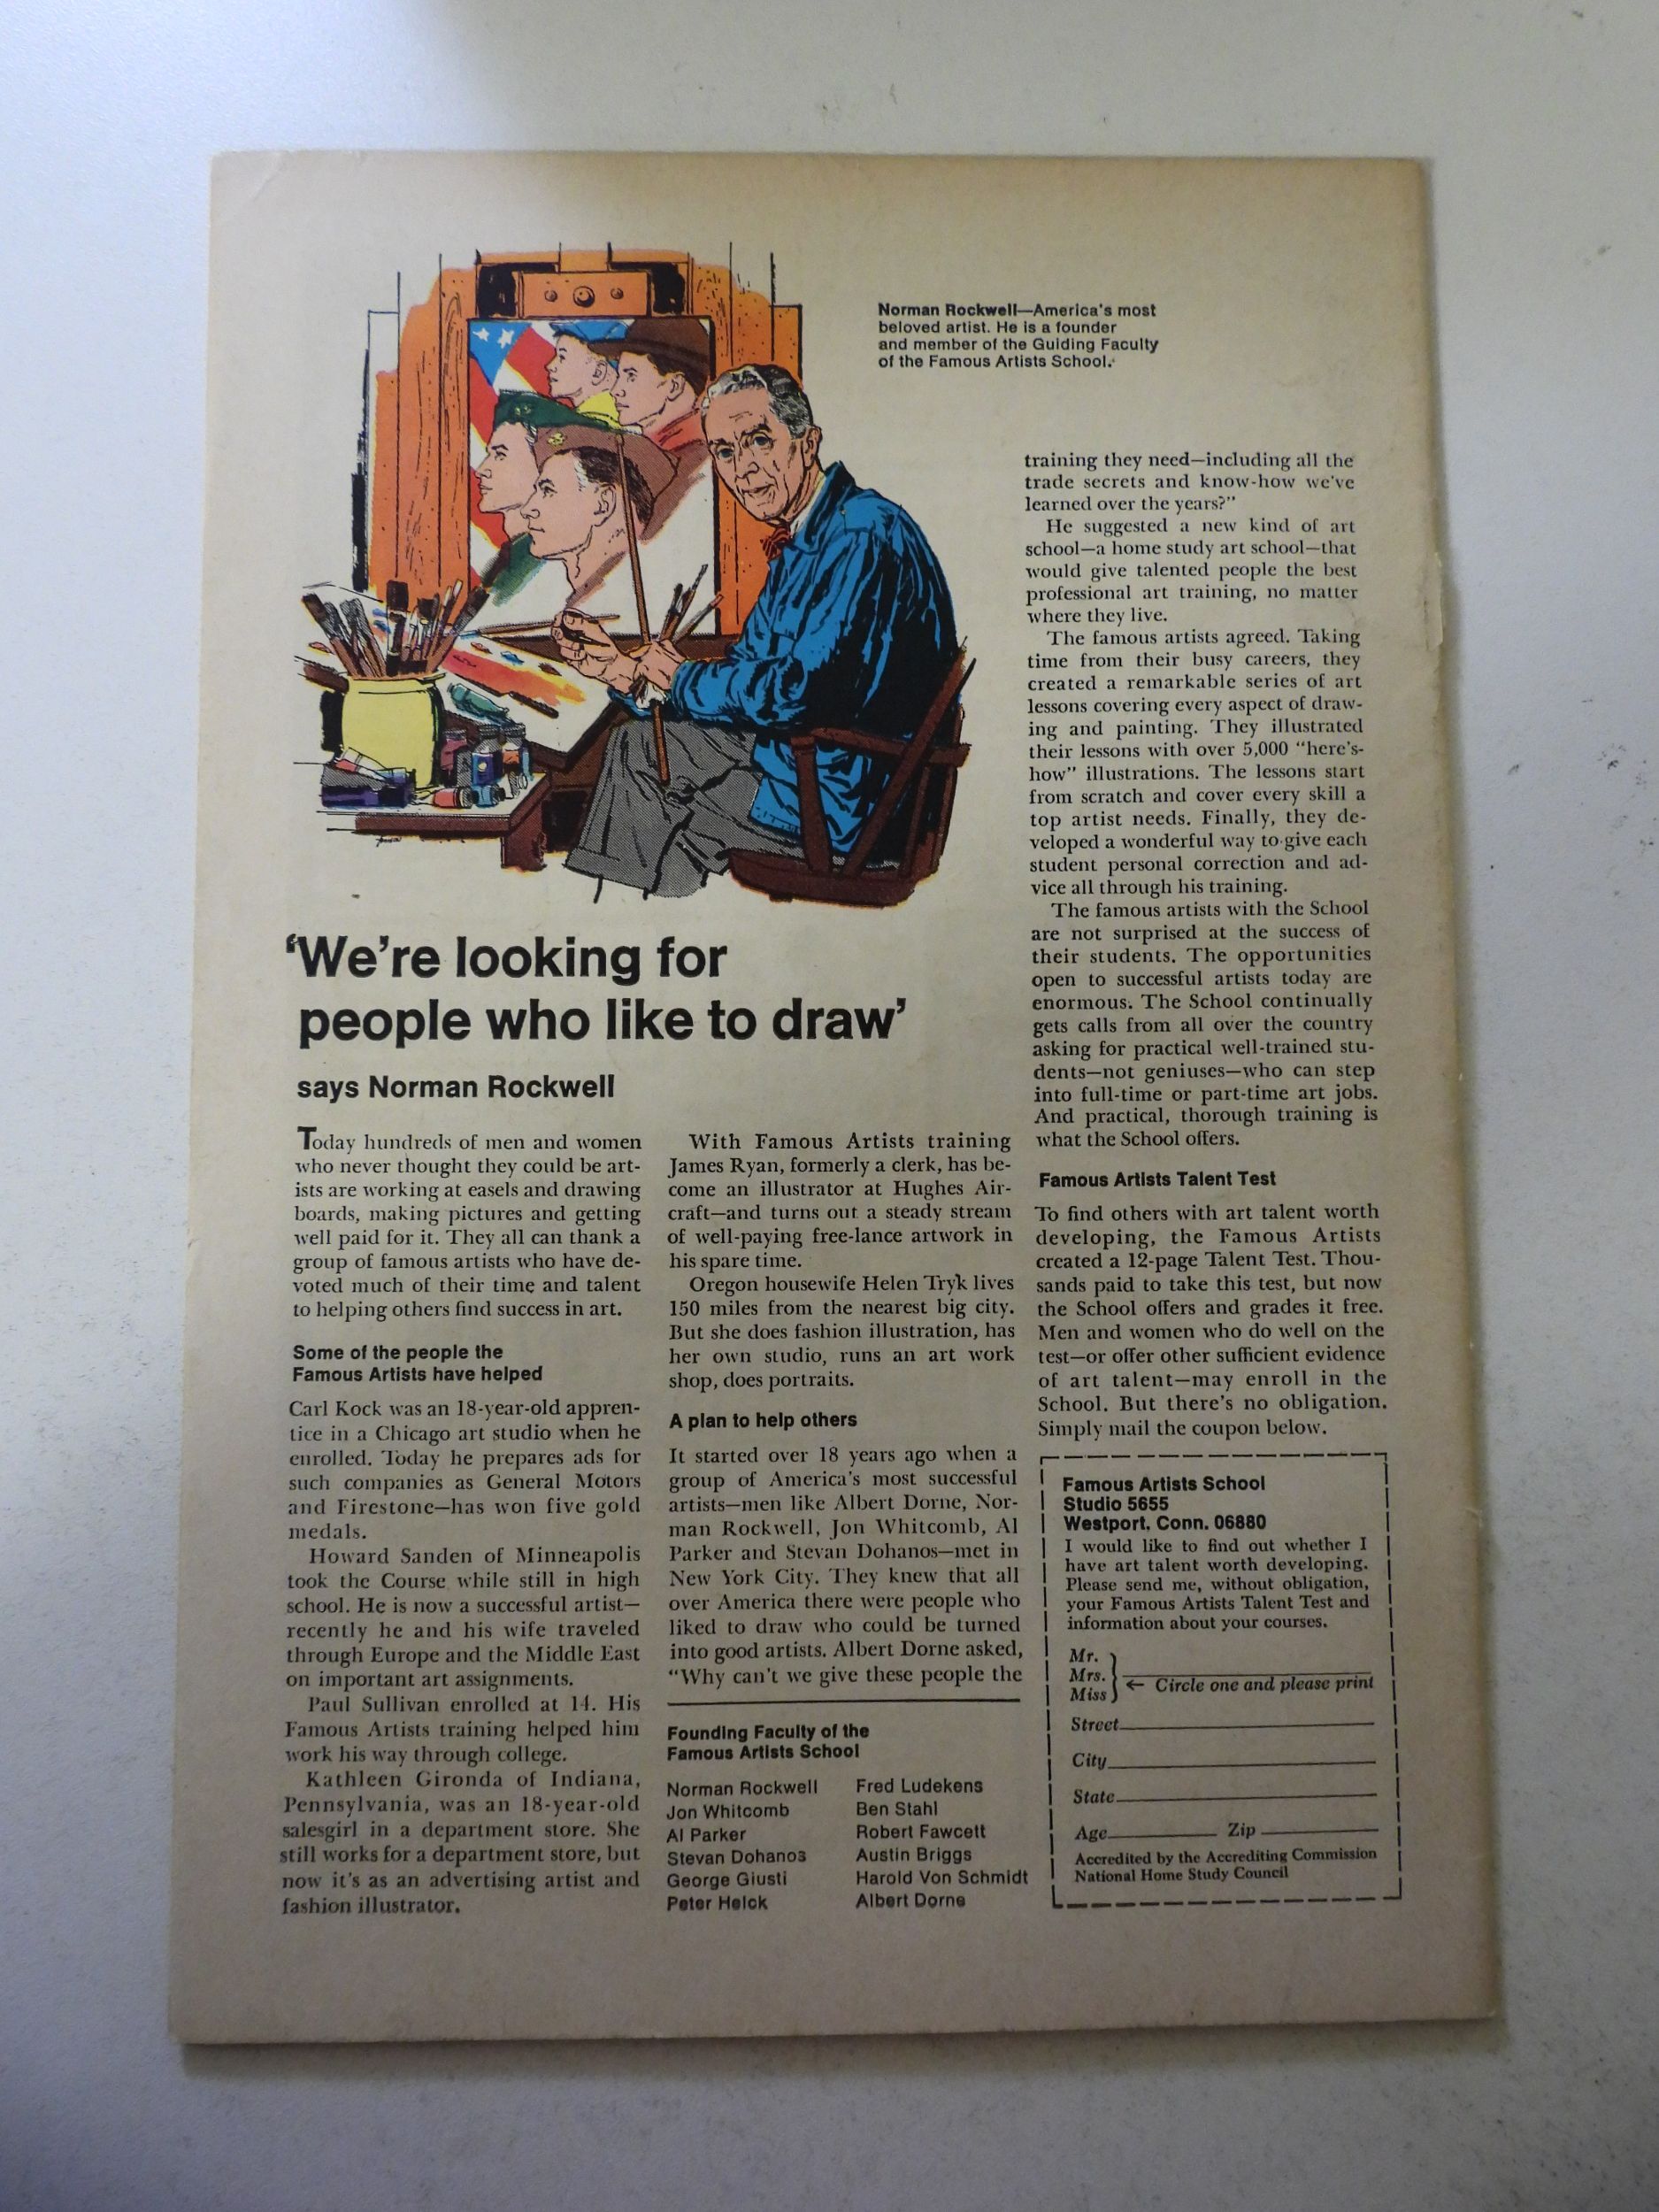 Norman Rockwell—America's most
beloved artist. He is a founder
and member of the Guiding Faculty
of the Famous Artists School.
'We're looking for
people who like to draw'
says Norman Rockwell
Today hundreds of men and women
who never thought they could be art-
ists are working at easels and drawing
boards, making pictures and getting
well paid for it. They all can thank a
group of famous artists who have de-
voted much of their time and talent
to helping others find success in art.
Some of the people the
Famous Artists have helped
Carl Kock was an 18-year-old appren-
tice in a Chicago art studio when he
enrolled. Today he prepares ads for
such companies as General Motors
and Firestone—has won five gold
medals.
Howard Sanden of Minneapolis
took the Course while still in high
school. He is now a successful artist—
recently he and his wife traveled
through Europe and the Middle East
on important art assignments.
Paul Sullivan enrolled at 14. His
Famous Artists training helped him
work his way through college.
Kathleen Gironda of Indiana,
Pennsylvania, was an 18-year-old
salesgirl in a department store. She
still works for a department store, but
now it's as an advertising artist and
fashion illustrator.
With Famous Artists training
James Ryan, formerly a clerk, has be-
come an illustrator at Hughes Air-
craft—and turns out a steady stream
of well-paying free-lance artwork in
his spare time.
Oregon housewife Helen Tryk lives
150 miles from the nearest big city.
But she does fashion illustration, has
her own studio, runs an art work
shop, does portraits.
A plan to help others
It started over 18 years ago when a
group of America's most successful
artists—men like Albert Dorne, Nor-
man Rockwell, Jon Whitcomb, Al
Parker and Stevan Dohanos—met in
New York City. They knew that all
over America there were people who
liked to draw who could be turned
into good artists. Albert Dorne asked,
"Why can't we give these people the
training they need—including all the
trade secrets and know-how we've
learned over the years?"
He suggested a new kind of art
school—a home study art school—that
would give talented people the best
professional art training, no matter
where they live.
The famous artists agreed. Taking
time from their busy careers, they
created a remarkable series of art
lessons covering every aspect of draw-
ing and painting. They illustrated
their lessons with over 5,000 "here's-
how" illustrations. The lessons start
from scratch and cover every skill a
top artist needs. Finally, they de-
veloped a wonderful way to give each
student personal correction and ad-
vice all through his training.
The famous artists with the School
are not surprised at the success of
their students. The opportunities
open to successful artists today are
enormous. The School continually
gets calls from all over the country
asking for practical well-trained stu-
dents—not geniuses—who can step
into full-time or part-time art jobs.
And practical, thorough training is
what the School offers.
Famous Artists Talent Test
To find others with art talent worth
developing, the Famous Artists
created a 12-page Talent Test. Thou-
sands paid to take this test, but now
the School offers and grades it free.
Men and women who do well on the
test—or offer other sufficient evidence
of art talent—may enroll in the
School. But there's no obligation.
Simply mail the coupon below.
Founding Faculty of the
Famous Artists School
Norman Rockwell
Jon Whitcomb
Al Parker
Stevan Dohanos
George Giusti
Peter Helck
Fred Ludekens
Ben Stahl
Robert Fawcett
Austin Briggs
Harold Von Schmidt
Albert Dorne
Famous Artists School
Studio 5655
Westport, Conn. 06880
I would like to find out whether I
have art talent worth developing.
Please send me, without obligation,
your Famous Artists Talent Test and
information about your courses.
Mr.
Mrs.
Miss
← Circle one and please print
Street
City
State
Age Zip
Accredited by the Accrediting Commission
National Home Study Council